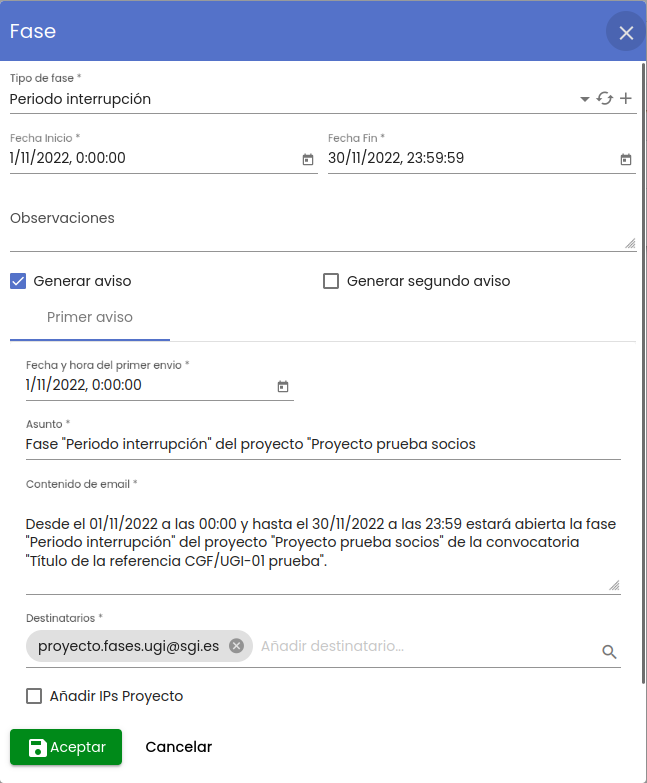 Fase
Tipo de fase *
Periodo interrupción
Fecha Inicio *
Fecha Fin *
1/11/2022, 0:00:00
30/11/2022, 23:59:59
Observaciones
Generar aviso
Generar segundo aviso
Primer aviso
Fecha y hora del primer envio *
1/11/2022, 0:00:00
Asunto *
Fase "Periodo interrupción" del proyecto "Proyecto prueba socios
Contenido de email *
Desde el 01/11/2022 a las 00:00 y hasta el 30/11/2022 a las 23:59 estará abierta la fase
"Periodo interrupción" del proyecto "Proyecto prueba socios" de la convocatoria
"Título de la referencia CGF/UGI-01 prueba".
Destinatarios *
proyecto.fases.ugi@sgi.es
Añadir destinatario...
Añadir IPs Proyecto
Aceptar
Cancelar